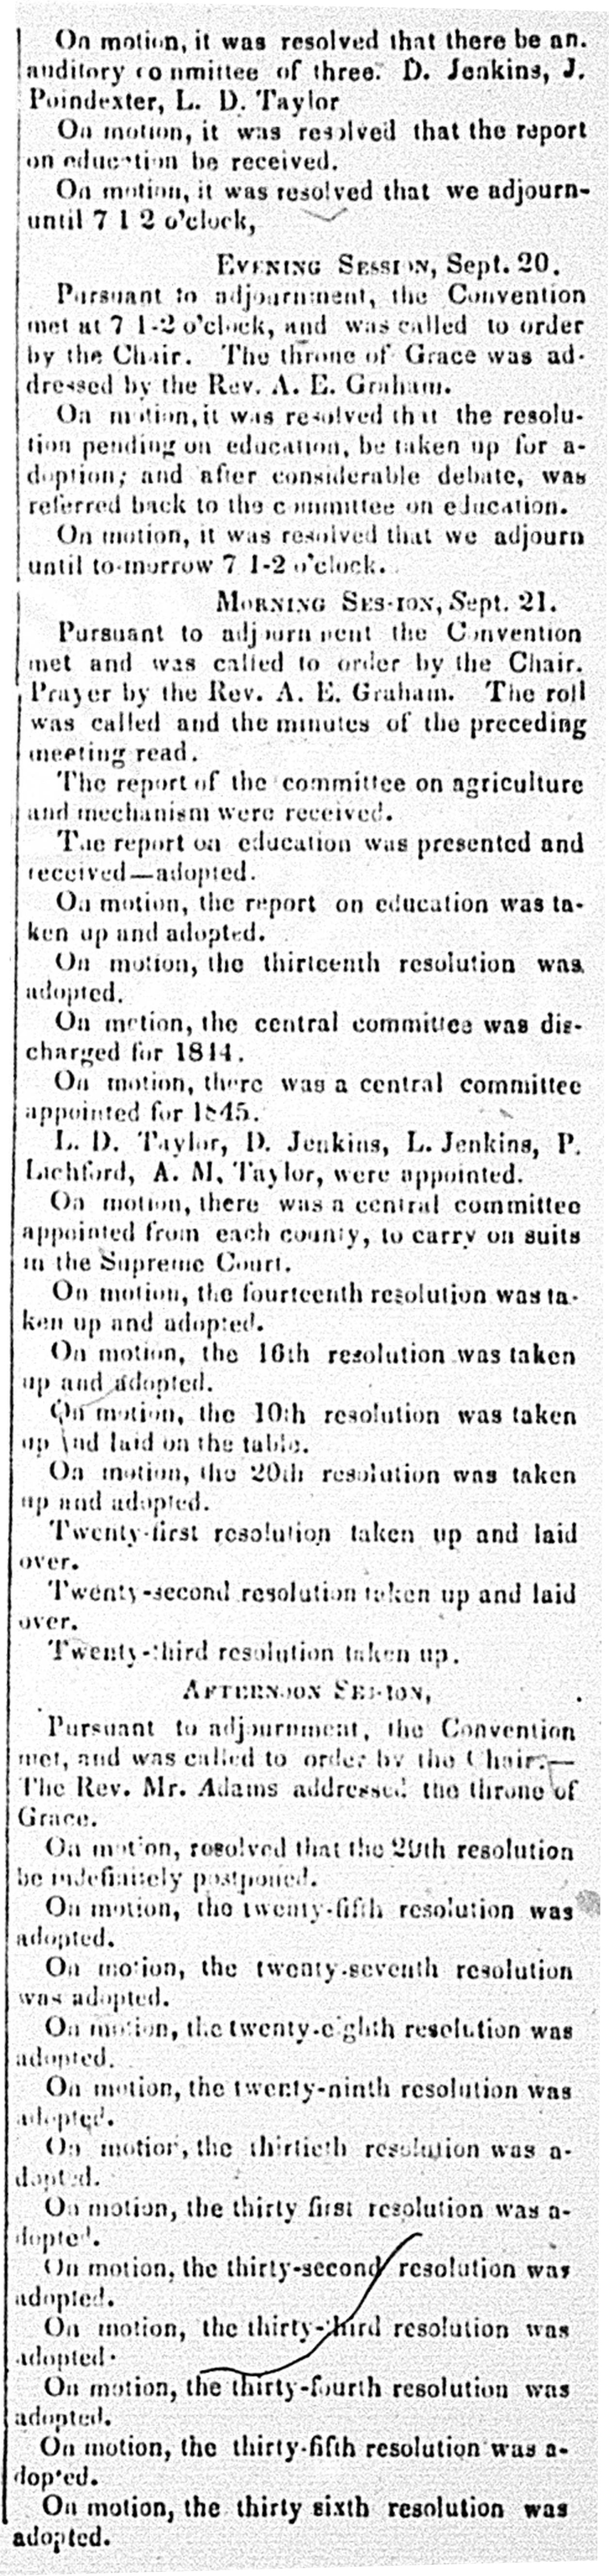 On motion, it was resolved that there be an.
auditory committee of three. D. Jenkins, J.
Poindexter, L. D. Taylor
On motion, it was resolved that the report
on education be received.
On motion, it was resolved that we adjourn-
until 7 1 2 o'clock,
EVENING SESSION, Sept. 20.
Pursuant to adjournment, the Convention
met at 7 1-2 o'clock, and was called to order
by the Chair. The throne of Grace was ad-
dressed by the Rev. A. E. Graham.
On motion, it was resolved that the resolu-
tion pending on education, be taken up for a-
doption; and after considerable debate, was
referred back to the committee on education.
On motion, it was resolved that we adjourn
until to-morrow 7 1-2 o'clock.
MORNING SESSION, Sept. 21.
Pursuant to adjournment the Convention
met and was called to order by the Chair.
Prayer by the Rev. A. E. Graham. The roll
was called and the minutes of the preceding
meeting read.
The report of the committee on agriculture
and mechanism were received.
The report on education was presented and
received—adopted.
On motion, the report on education was ta-
ken up and adopted.
On motion, the thirteenth resolution was
adopted.
On motion, the central committee was dis-
charged for 1844.
On motion, there was a central committee
appointed for 1845.
L. D. Taylor, D. Jenkins, L. Jenkins, P.
Lichford, A. M. Taylor, were appointed.
On motion, there was a central committee
appointed from each county, to carry on suits
in the Supreme Court.
On motion, the fourteenth resolution was ta-
ken up and adopted.
On motion, the 16th resolution was taken
up and adopted.
On motion, the 10th resolution was taken
up and laid on the table.
On motion, the 20th resolution was taken
up and adopted.
Twenty-first resolution taken up and laid
over.
Twenty-second resolution taken up and laid
over.
Twenty-third resolution taken up.
AFTERNOON SESSION,
Pursuant to adjournment, the Convention
met, and was called to order by the Chair.—
The Rev. Mr. Adams addressed the throne of
Grace.
On motion, resolved that the 20th resolution
be indefinitely postponed.
On motion, the twenty-fifth resolution was
adopted.
On motion, the twenty-seventh resolution
was adopted.
On motion, the twenty-eighth resolution was
adopted.
On motion, the twenty-ninth resolution was
adopted.
On motion, the thirtieth resolution was a-
dopted.
On motion, the thirty first resolution was a-
dopted.
On motion, the thirty-second resolution was
adopted.
On motion, the thirty-third resolution was
adopted.
On motion, the thirty-fourth resolution was
adopted.
On motion, the thirty-fifth resolution was a-
dopted.
On motion, the thirty sixth resolution was
adopted.